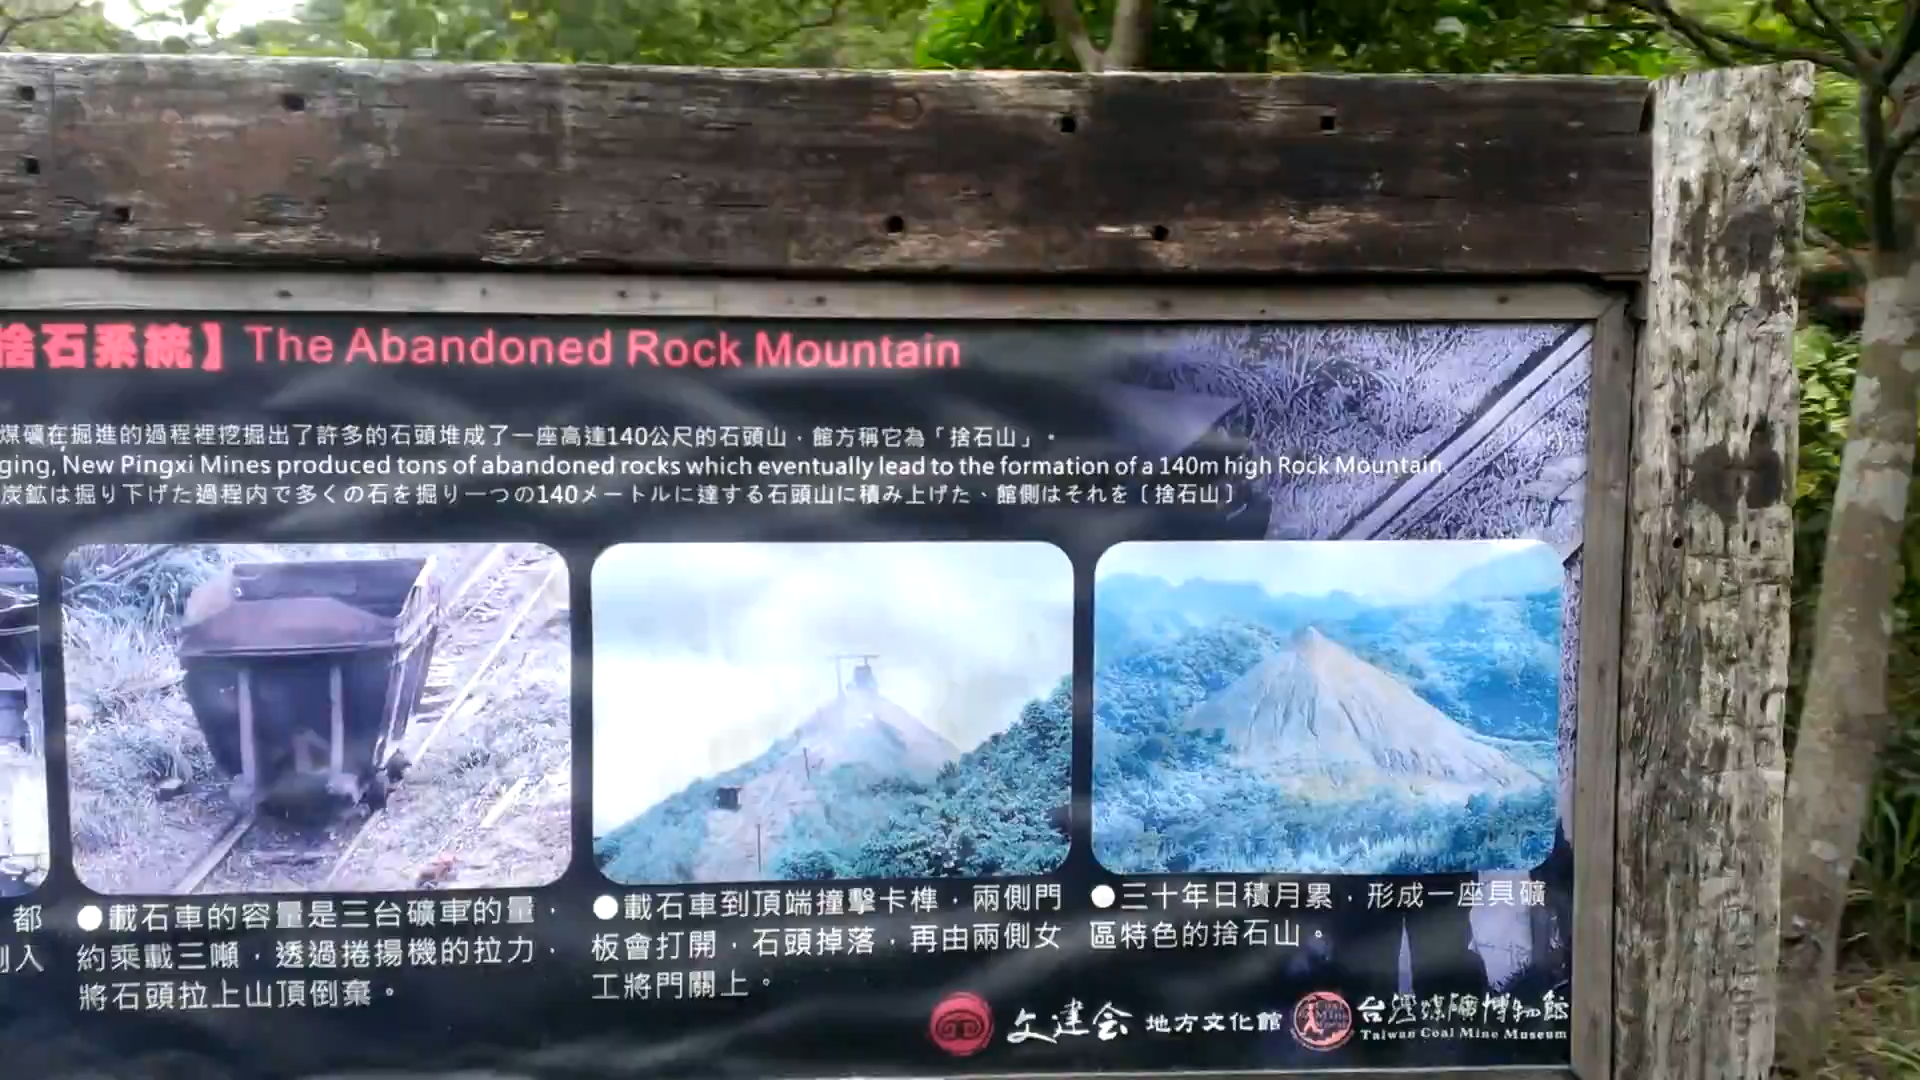 捨石系統】The Abandoned Rock Mountain
煤礦在掘進的過程裡挖掘出了許多的石頭堆成了一座高達140公尺的石頭山，館方稱它為「捨石山」。
ging, New Pingxi Mines produced tons of abandoned rocks which eventually lead to the formation of a 140m high Rock Mountain.
炭鉱は掘り下げた過程内で多くの石を掘り一つの140メートルに達する石頭山に積み上げた、館側はそれを〔捨石山〕
都
入
●載石車的容量是三台礦車的量，
約乘載三噸，透過捲揚機的拉力，
將石頭拉上山頂倒棄。
●載石車到頂端撞擊卡榫，兩側門
板會打開，石頭掉落，再由兩側女
工將門關上。
●三十年日積月累，形成一座具礦
區特色的捨石山。
文建会 地方文化館
台灣煤礦博物館
Taiwan Coal Mine Museum